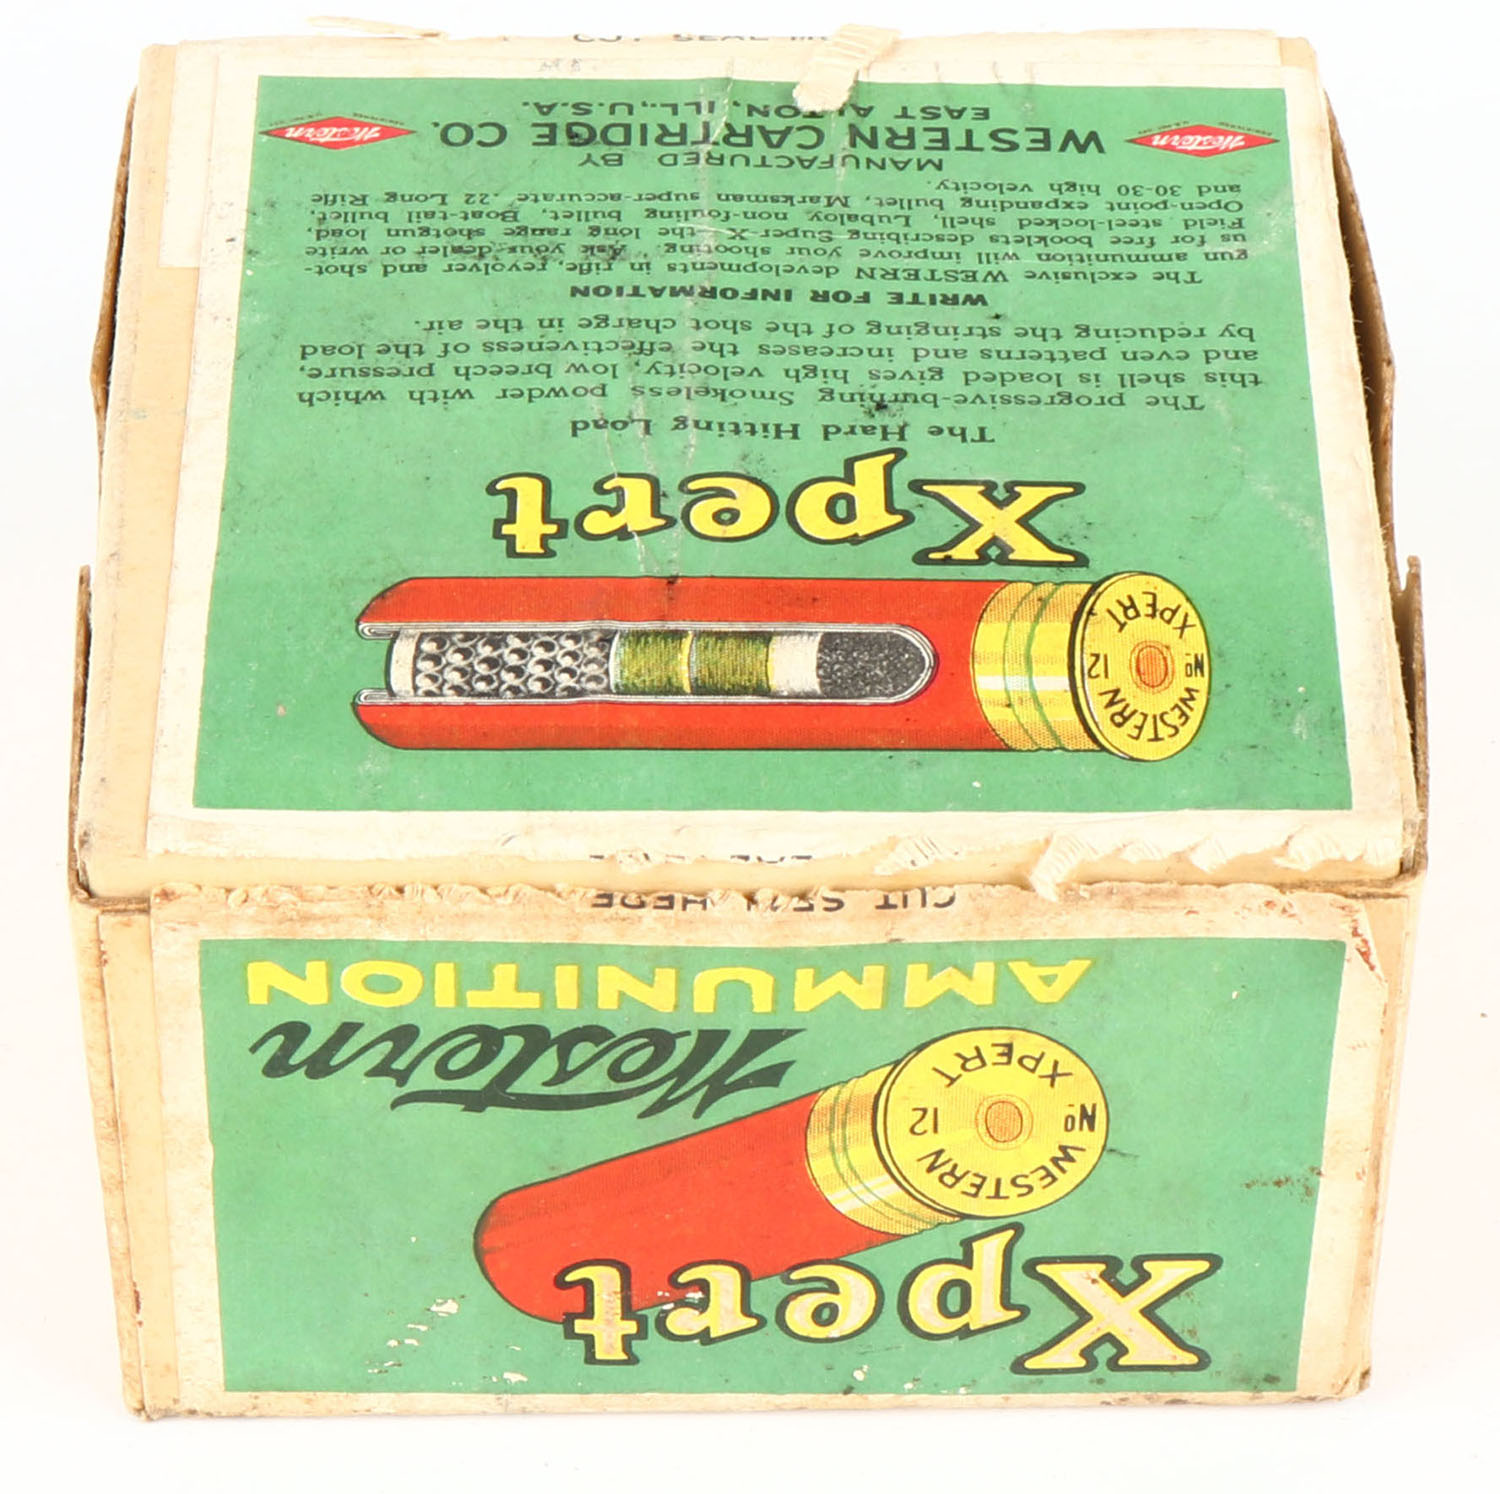 Xpert
WESTERN
No 12
XPERT
Western
AMMUNITION
CUT SEAL HERE
WESTERN
No 12
XPERT
Xpert
The Hard Hitting Load
The progressive-burning Smokeless powder with which
this shell is loaded gives high velocity, low breech pressure,
and even patterns and increases the effectiveness of the load
by reducing the stringing of the shot charge in the air.
WRITE FOR INFORMATION
The exclusive WESTERN developments in rifle, revolver and shot-
gun ammunition will improve your shooting. Ask your dealer or write
us for free booklets describing Super-X—the long range shotgun load,
Field steel-locked shell, Lubaloy non-fouling bullet, Boat-tail bullet,
Open-point expanding bullet, Marksman super-accurate .22 Long Rifle
and 30-30 high velocity.
MANUFACTURED BY
Western
WESTERN CARTRIDGE CO.
Western
EAST ALTON, ILL., U.S.A.